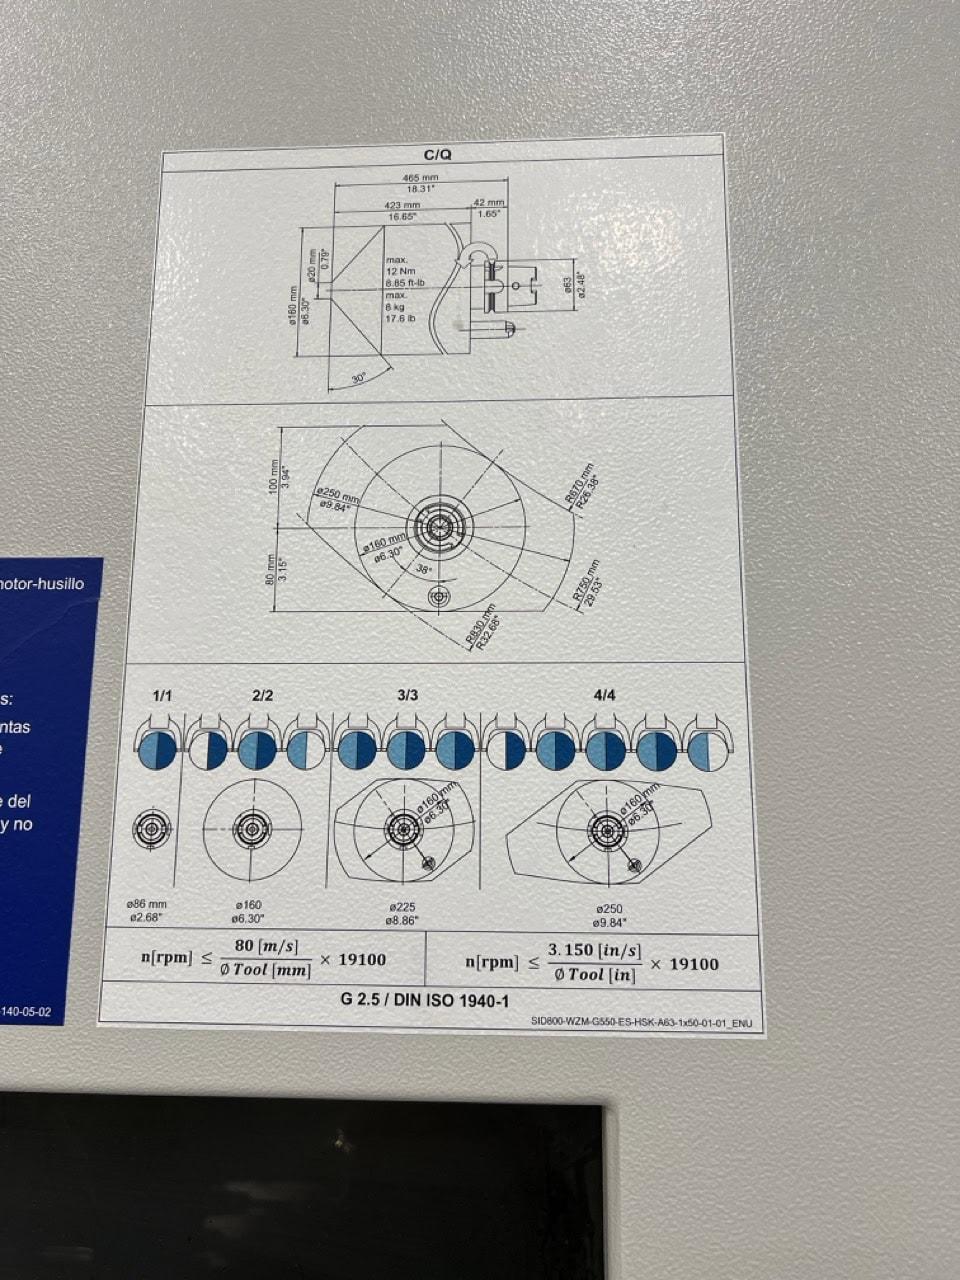 C/Q
465 mm
18.31"
423 mm
16.65"
42 mm
1.65"
ø20 mm
0.79"
ø160 mm
ø6.30"
max.
12 Nm
8.85 ft-lb
max.
8 kg
17.6 lb
ø63
ø2.48"
30°
100 mm
3.94"
ø250 mm
ø9.84"
R670 mm
R26.38"
ø160 mm
ø6.30"
38°
80 mm
3.15"
R750 mm
29.53"
R830 mm
R32.68"
1/1 2/2 3/3 4/4
ø160mm
ø6.30"
ø160mm
ø6.30"
ø86 mm
ø2.68"
ø160
ø6.30"
ø225
ø8.86"
ø250
ø9.84"
n[rpm] ≤ 80 [m/s] / Ø Tool [mm] × 19100
n[rpm] ≤ 3.150 [in/s] / Ø Tool [in] × 19100
G 2.5 / DIN ISO 1940-1
SID800-WZM-G550-ES-HSK-A63-1x50-01-01_ENU
notor-husillo
s:
ntas
e
e del
y no
-140-05-02